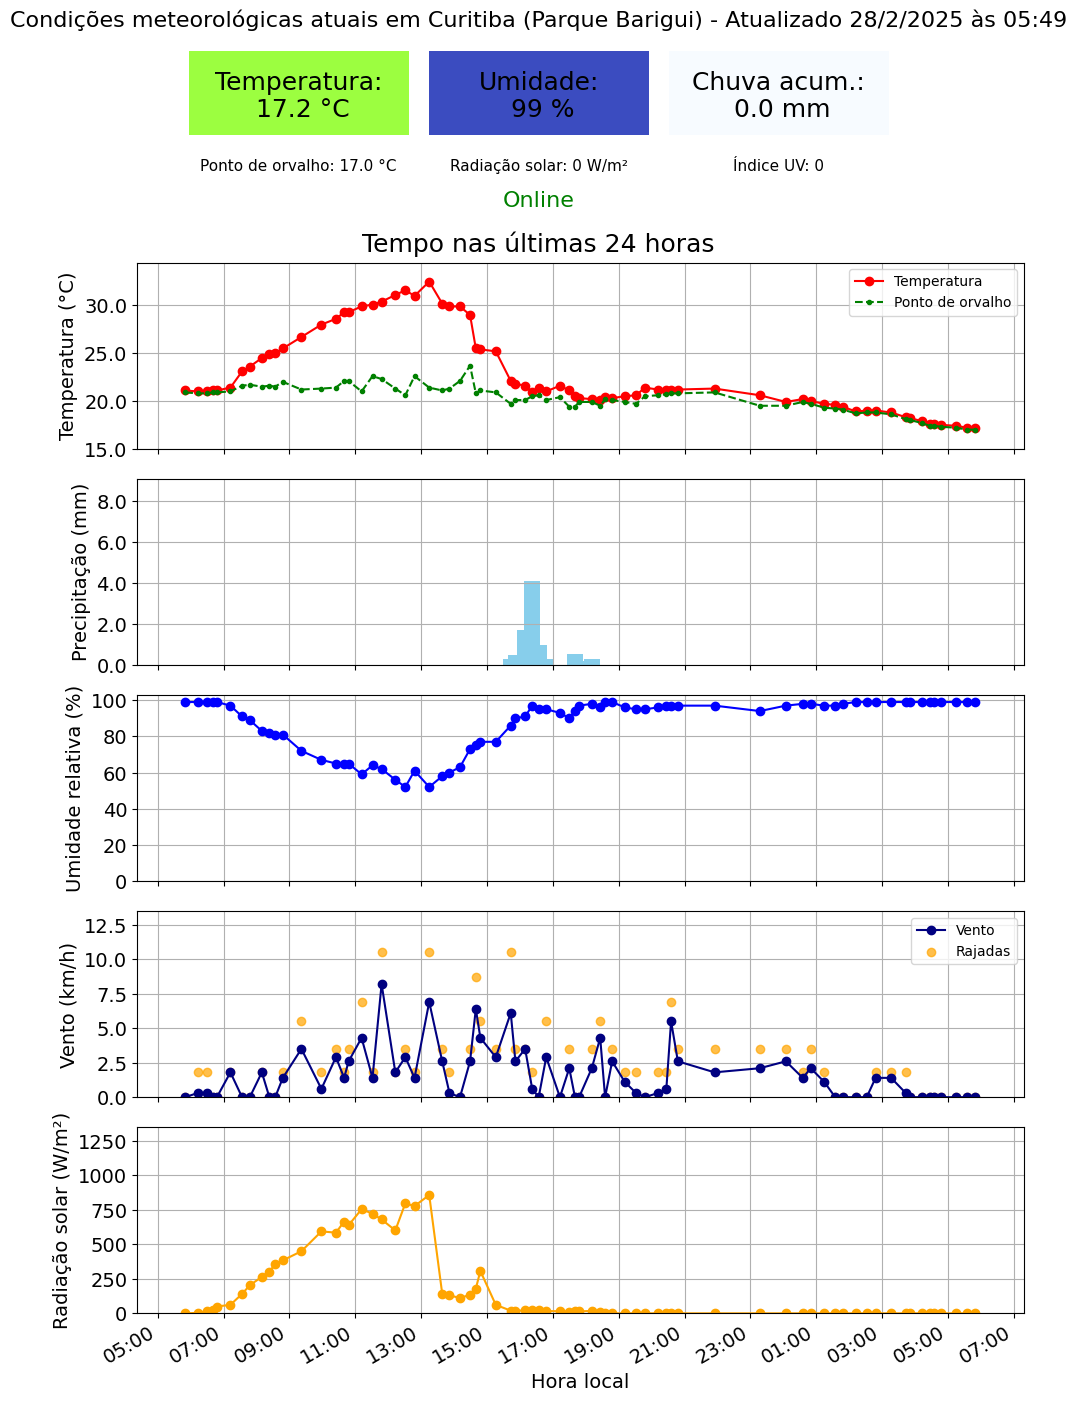 Condições meteorológicas atuais em Curitiba (Parque Barigui) - Atualizado 28/2/2025 às 05:49
Temperatura:
17.2 °C
Umidade:
99 %
Chuva acum.:
0.0 mm
Ponto de orvalho: 17.0 °C
Radiação solar: 0 W/m²
Índice UV: 0
Online
Tempo nas últimas 24 horas
Temperatura (°C)
30.0
25.0
20.0
15.0
Temperatura
Ponto de orvalho
Precipitação (mm)
8.0
6.0
4.0
2.0
0.0
Umidade relativa (%)
100
80
60
40
20
0
Vento (km/h)
12.5
10.0
7.5
5.0
2.5
0.0
Vento
Rajadas
Radiação solar (W/m²)
1250
1000
750
500
250
0
05:00
07:00
09:00
11:00
13:00
15:00
17:00
19:00
21:00
23:00
01:00
03:00
05:00
07:00
Hora local